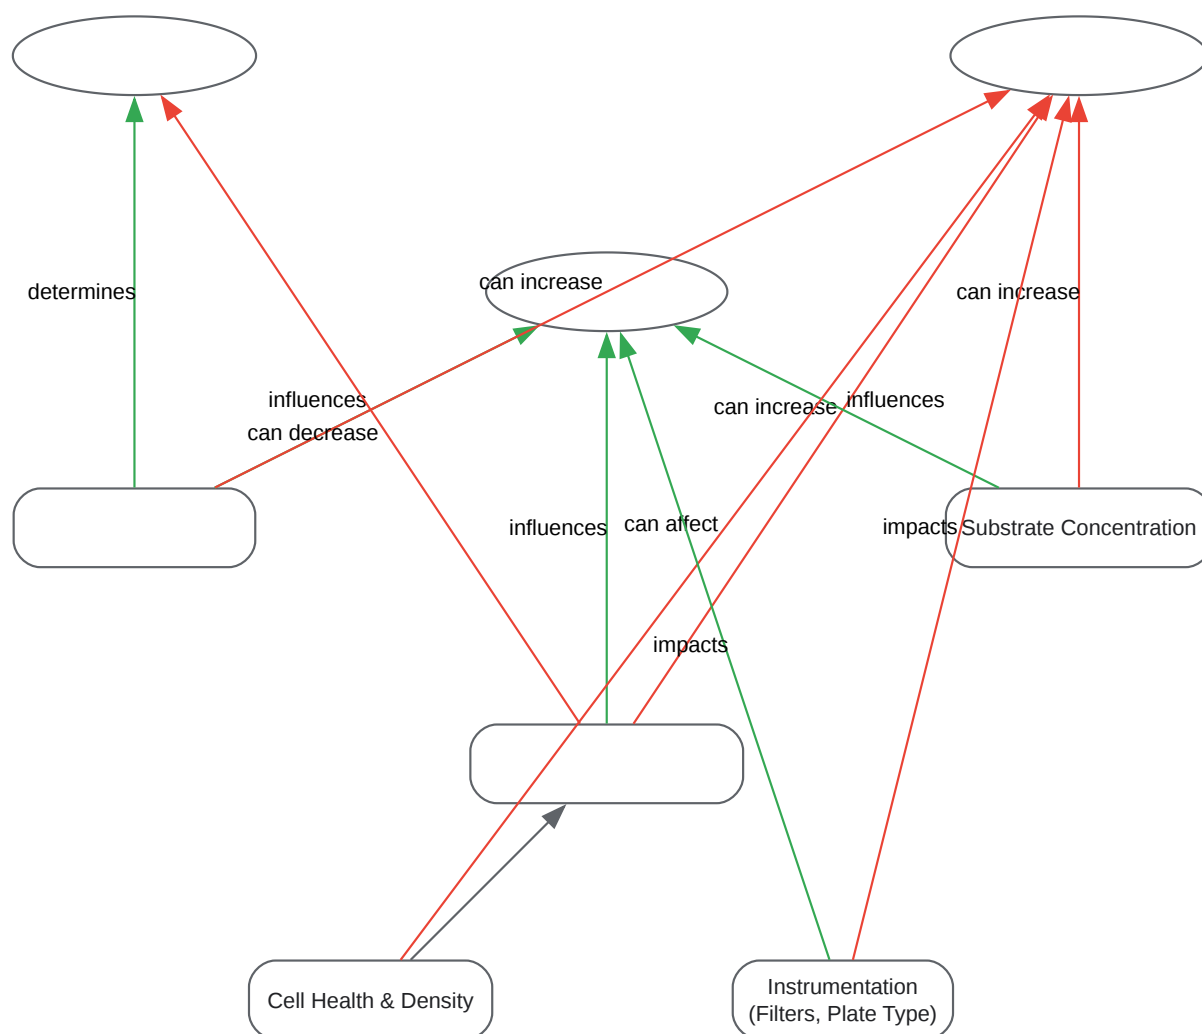 can increase
determines
can increase
influences
can increase
influences
can decrease
influences
can affect
impacts
Substrate Concentration
impacts
Cell Health & Density
Instrumentation
(Filters, Plate Type)